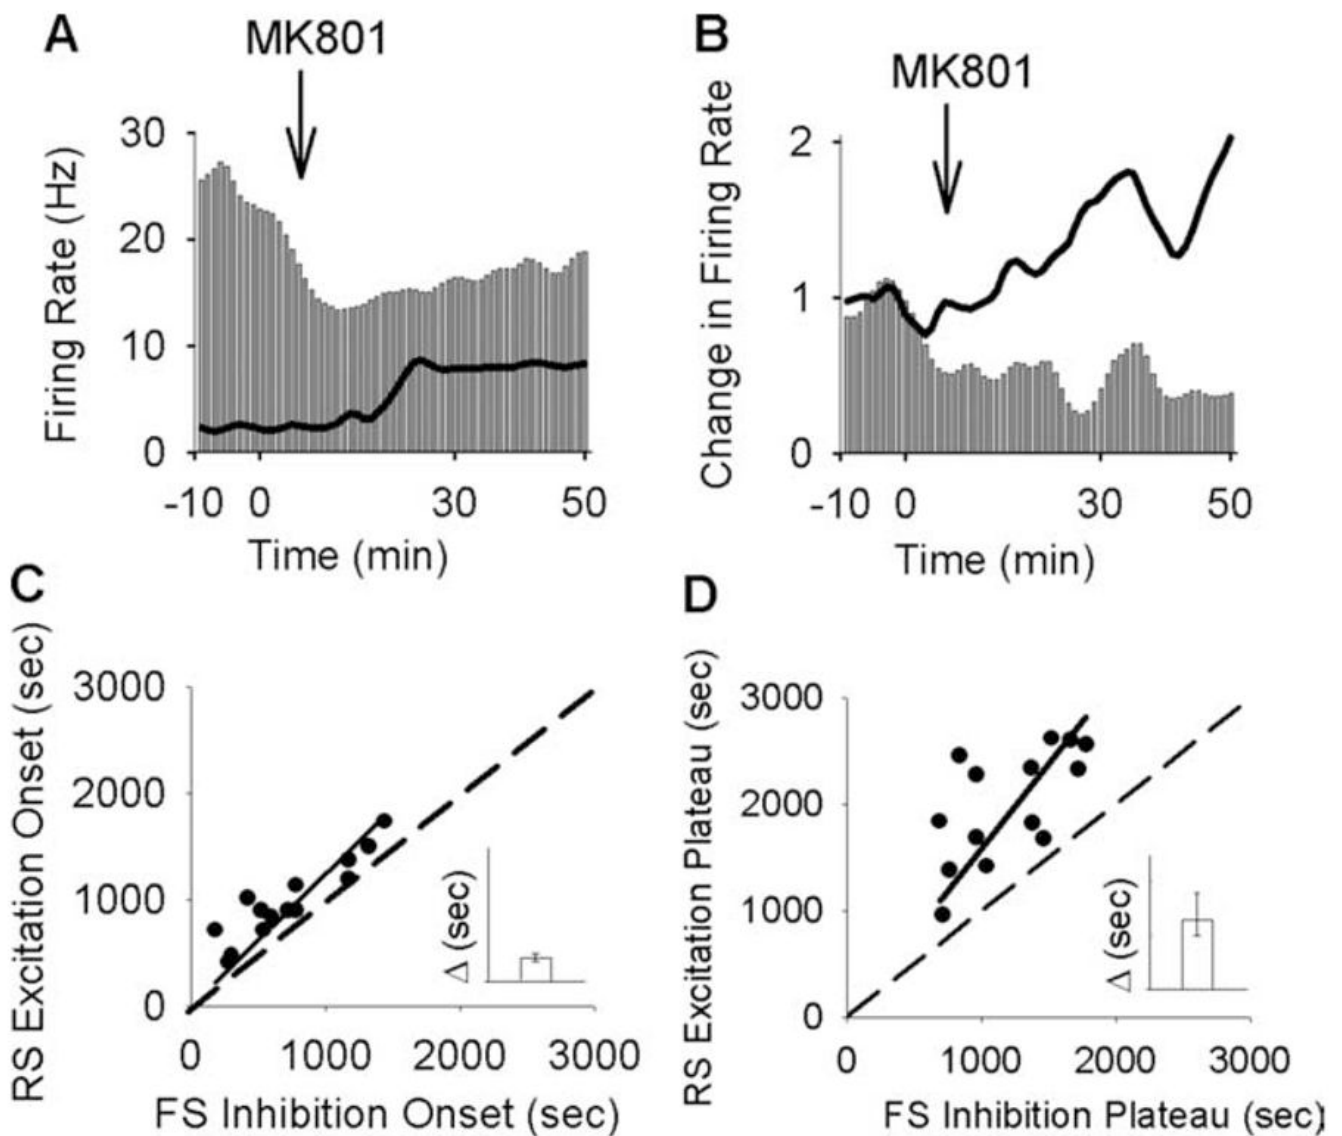 A
MK801
Firing Rate (Hz)
30
20
10
0
-10 0 30 50
Time (min)
B
MK801
Change in Firing Rate
2
1
0
-10 0 30 50
Time (min)
C
RS Excitation Onset (sec)
3000
2000
1000
0
Δ (sec)
0 1000 2000 3000
FS Inhibition Onset (sec)
D
RS Excitation Plateau (sec)
3000
2000
1000
0
Δ (sec)
0 1000 2000 3000
FS Inhibition Plateau (sec)